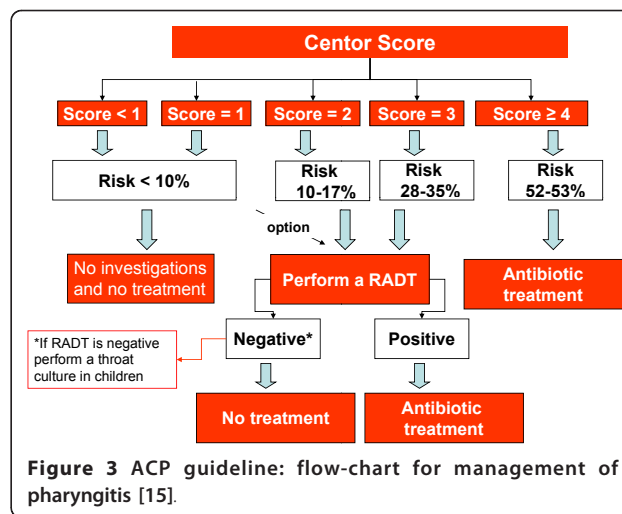 Centor Score
Score < 1
Score = 1
Score = 2
Score = 3
Score ≥ 4
Risk < 10%
Risk
10-17%
Risk
28-35%
Risk
52-53%
option
No investigations
and no treatment
Perform a RADT
Antibiotic
treatment
*If RADT is negative
perform a throat
culture in children
Negative*
Positive
No treatment
Antibiotic
treatment
Figure 3 ACP guideline: flow-chart for management of
pharyngitis [15].